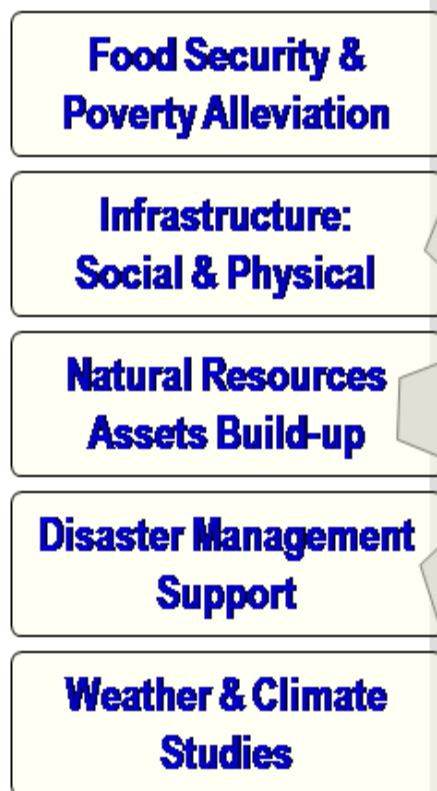 Food Security &
Poverty Alleviation
Infrastructure:
Social & Physical
Natural Resources
Assets Build-up
Disaster Management
Support
Weather & Climate
Studies